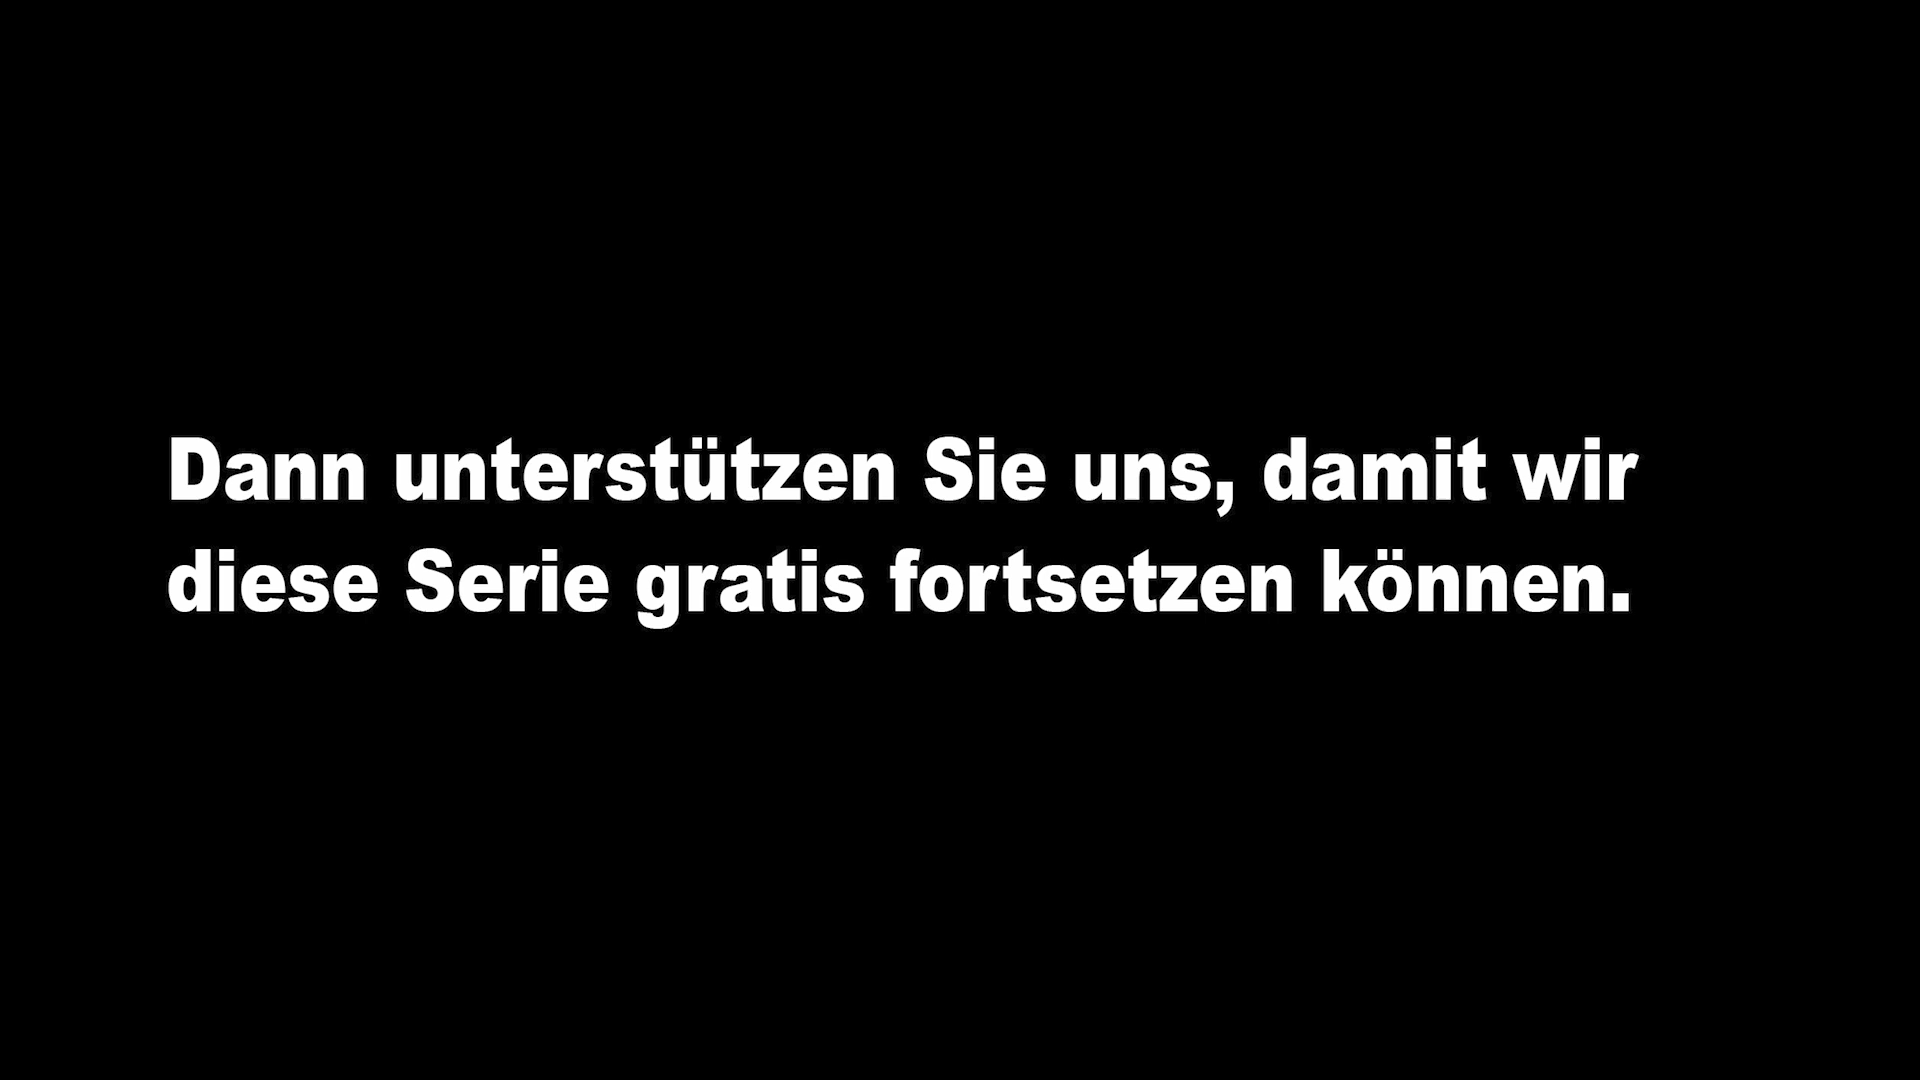 Dann unterstützen Sie uns, damit wir
diese Serie gratis fortsetzen können.